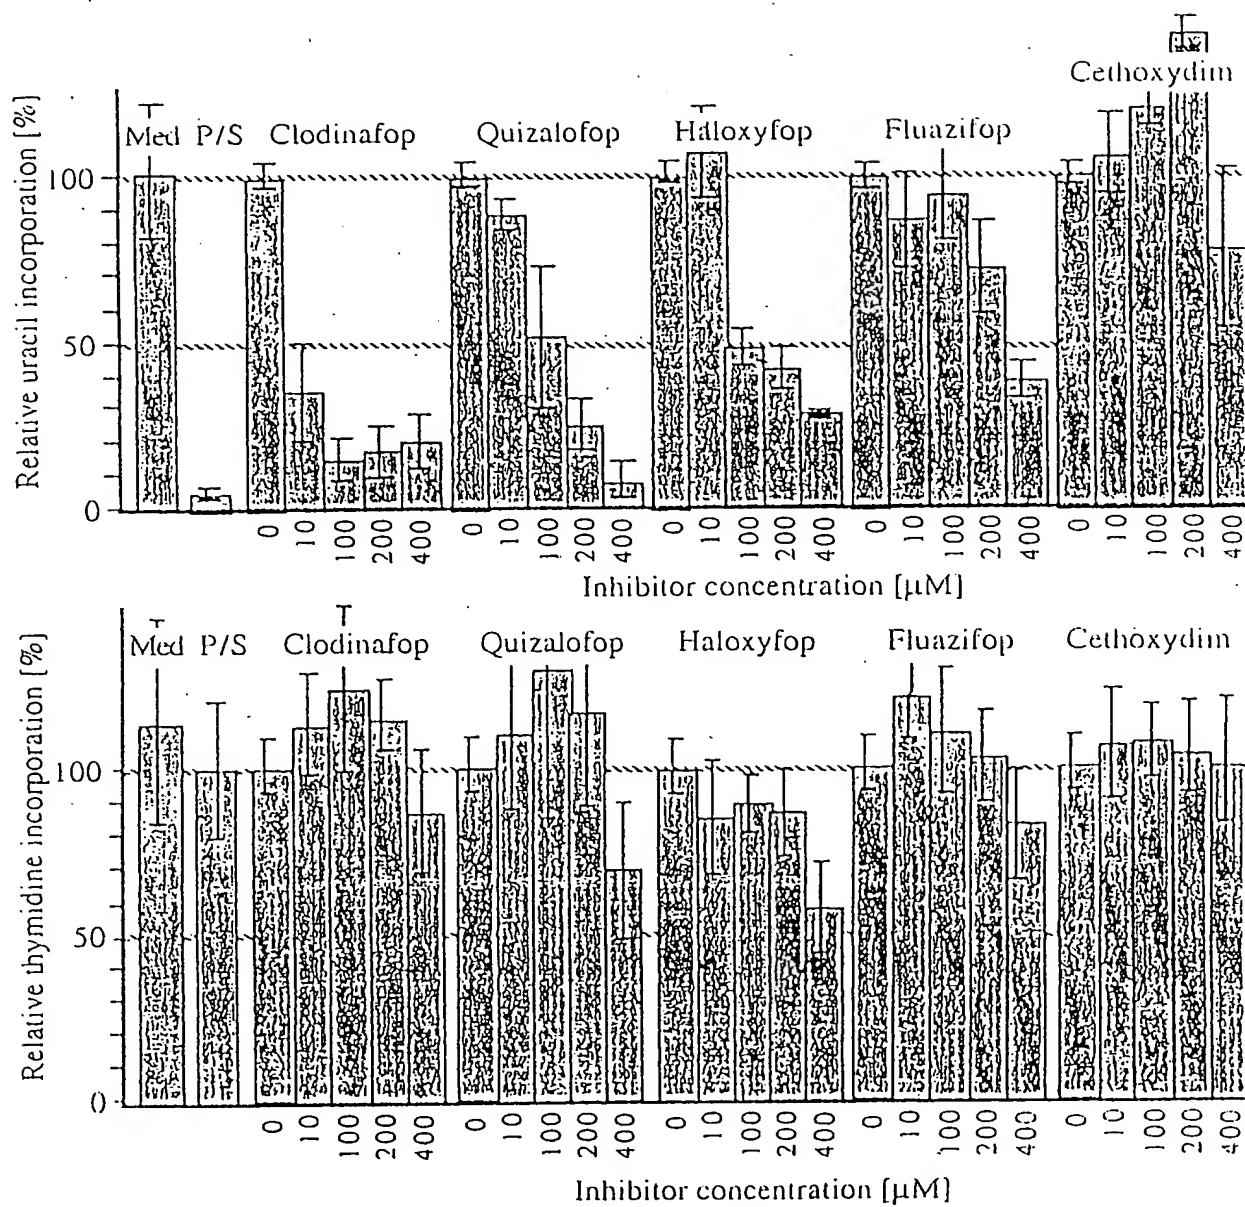 Cethoxydim
Med P/S Clodinafop Quizalofop Haloxyfop Fluazifop
Relative uracil incorporation [%]
100
50
0
0 10 100 200 400 0 10 100 200 400 0 10 100 200 400 0 10 100 200 400 0 10 100 200 400
Inhibitor concentration [µM]
Med P/S Clodinafop Quizalofop Haloxyfop Fluazifop Cethoxydim
Relative thymidine incorporation [%]
100
50
0
0 10 100 200 400 0 10 100 200 400 0 10 100 200 400 0 10 100 200 400 0 10 100 200 400
Inhibitor concentration [µM]